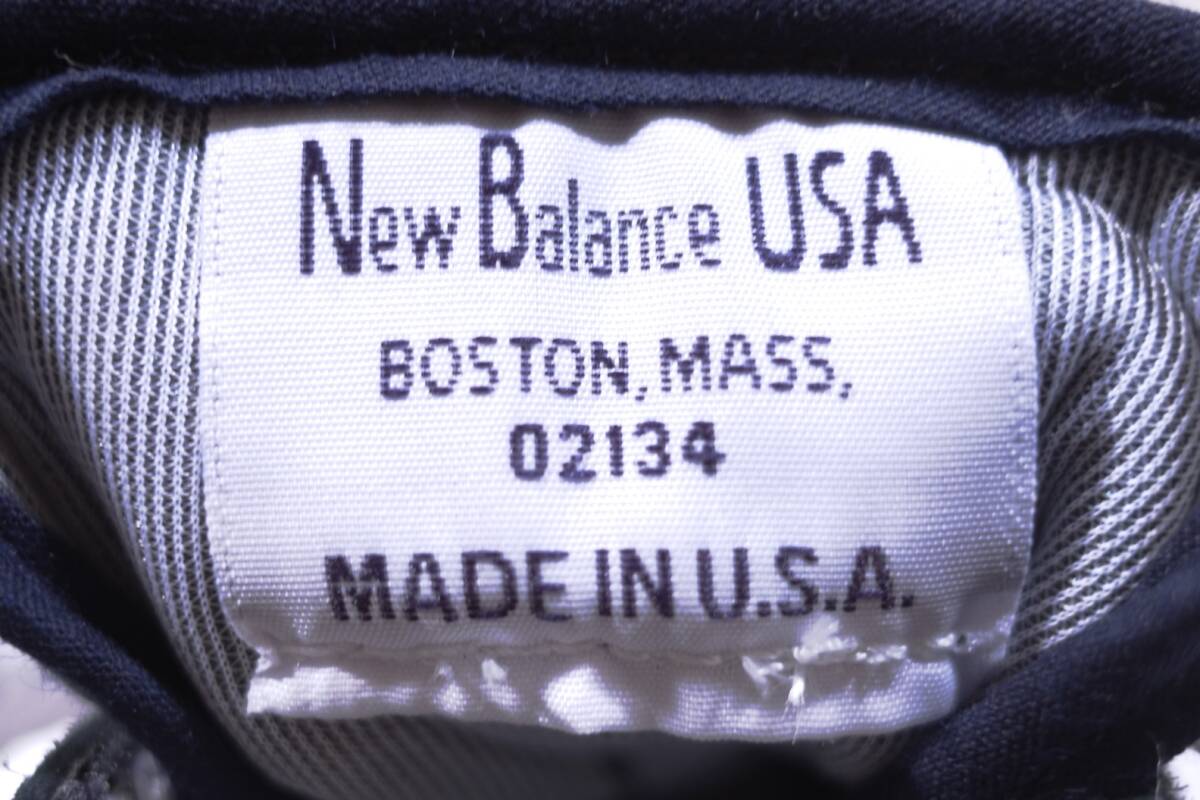 New Balance USA
BOSTON, MASS,
02134
MADE IN U.S.A.